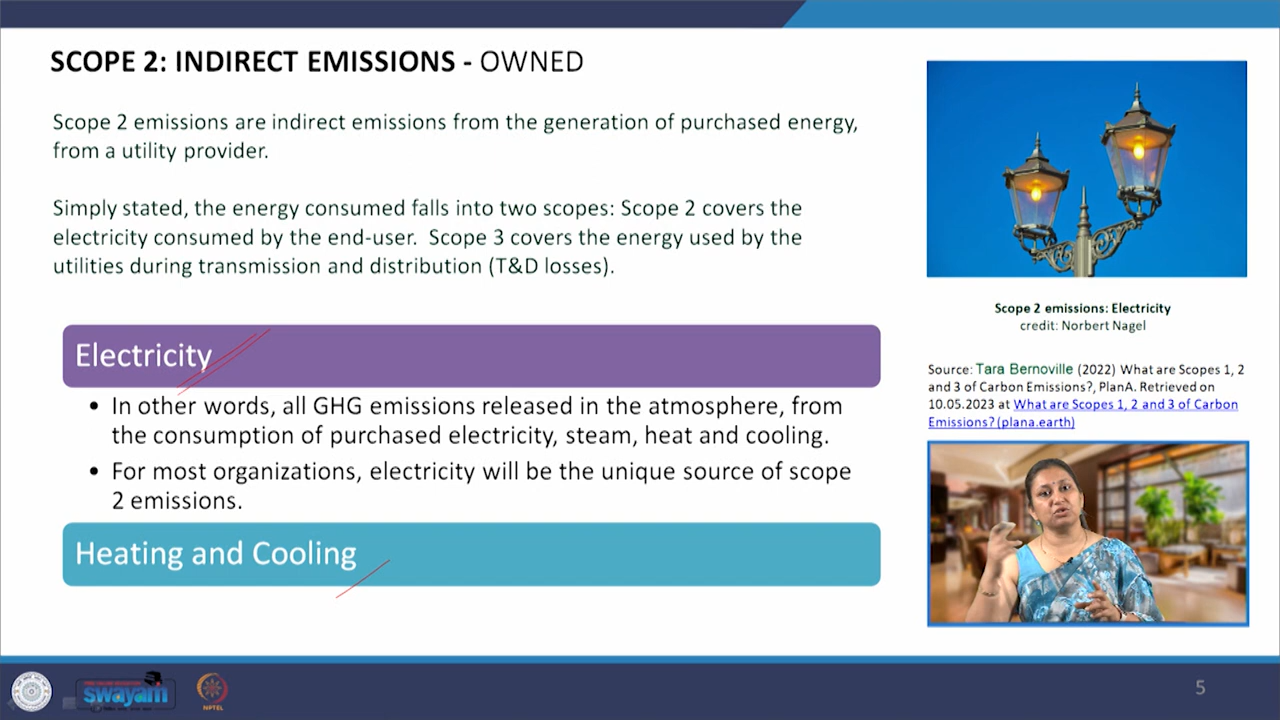 SCOPE 2: INDIRECT EMISSIONS - OWNED
Scope 2 emissions are indirect emissions from the generation of purchased energy,
from a utility provider.
Simply stated, the energy consumed falls into two scopes: Scope 2 covers the
electricity consumed by the end-user. Scope 3 covers the energy used by the
utilities during transmission and distribution (T&D losses).
Electricity
• In other words, all GHG emissions released in the atmosphere, from
the consumption of purchased electricity, steam, heat and cooling.
• For most organizations, electricity will be the unique source of scope
2 emissions.
Heating and Cooling
Scope 2 emissions: Electricity
credit: Norbert Nagel
Source: Tara Bernoville (2022) What are Scopes 1, 2
and 3 of Carbon Emissions?, PlanA. Retrieved on
10.05.2023 at What are Scopes 1, 2 and 3 of Carbon
Emissions? (plana.earth)
swayam
NPTEL
5